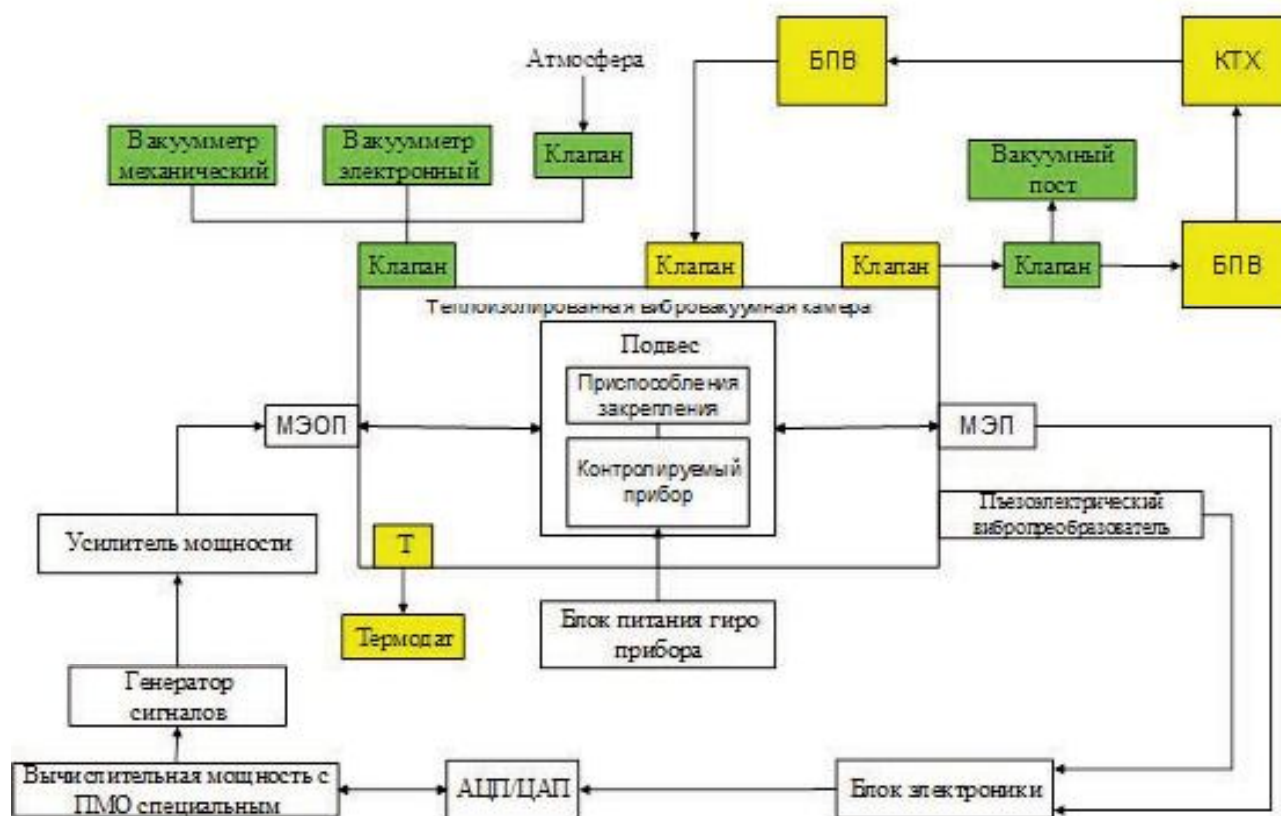 БПВ
КТХ
Атмосфера
Вакуумметр
механический
Вакуумметр
электронный
Клапан
Вакуумный
пост
Клапан
Клапан
Клапан
Клапан
БПВ
Теплоизолированная вибровакуумная камера
Подвес
Приспособления
закрепления
МЭОП
МЭП
Контролируемый
прибор
Пьезоэлектрический
вибропреобразователь
Усилитель мощности
Т
Термодат
Блок питания гиро
прибора
Генератор
сигналов
Вычислительная мощность с
ПМО специальным
АЦП/ЦАП
Блок электроники